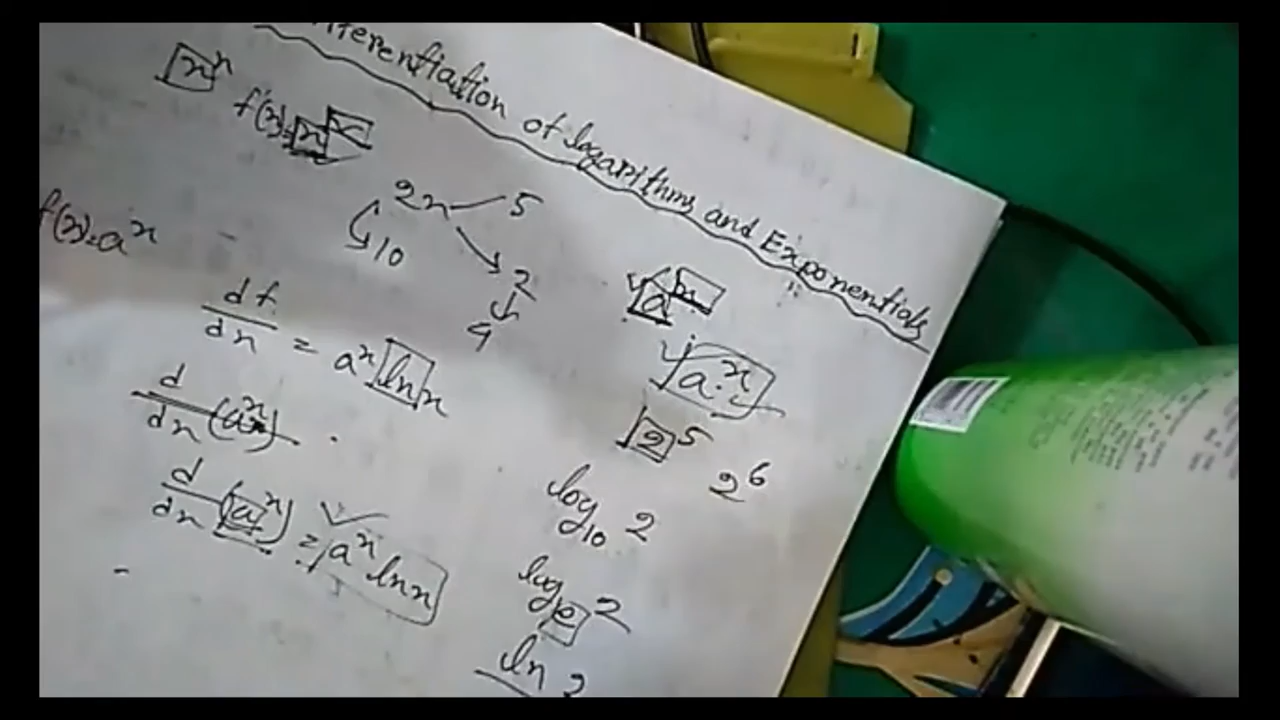 ifferentiation of logarithms and Exponentials
x^n
f(x)=x^x
2x 5
10
2
4
f(x)=a^x
df/dx = a^x ln x
d/dx (a^x)
d/dx (a^x) = a^x ln x
a^x
a^x
2^5
2^6
log_10 2
log_e 2
ln 2